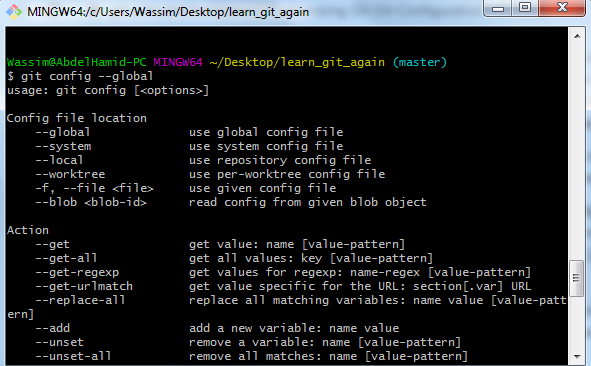 MINGW64:/c/Users/Wassim/Desktop/learn_git_again
Wassim@AbdelHamid-PC MINGW64 ~/Desktop/learn_git_again (master)
$ git config --global
usage: git config [<options>]
Config file location
--global use global config file
--system use system config file
--local use repository config file
--worktree use per-worktree config file
-f, --file <file> use given config file
--blob <blob-id> read config from given blob object
Action
--get get value: name [value-pattern]
--get-all get all values: key [value-pattern]
--get-regexp get values for regexp: name-regex [value-pattern]
--get-urlmatch get value specific for the URL: section[.var] URL
--replace-all replace all matching variables: name value [value-patt
ern]
--add add a new variable: name value
--unset remove a variable: name [value-pattern]
--unset-all remove all matches: name [value-pattern]